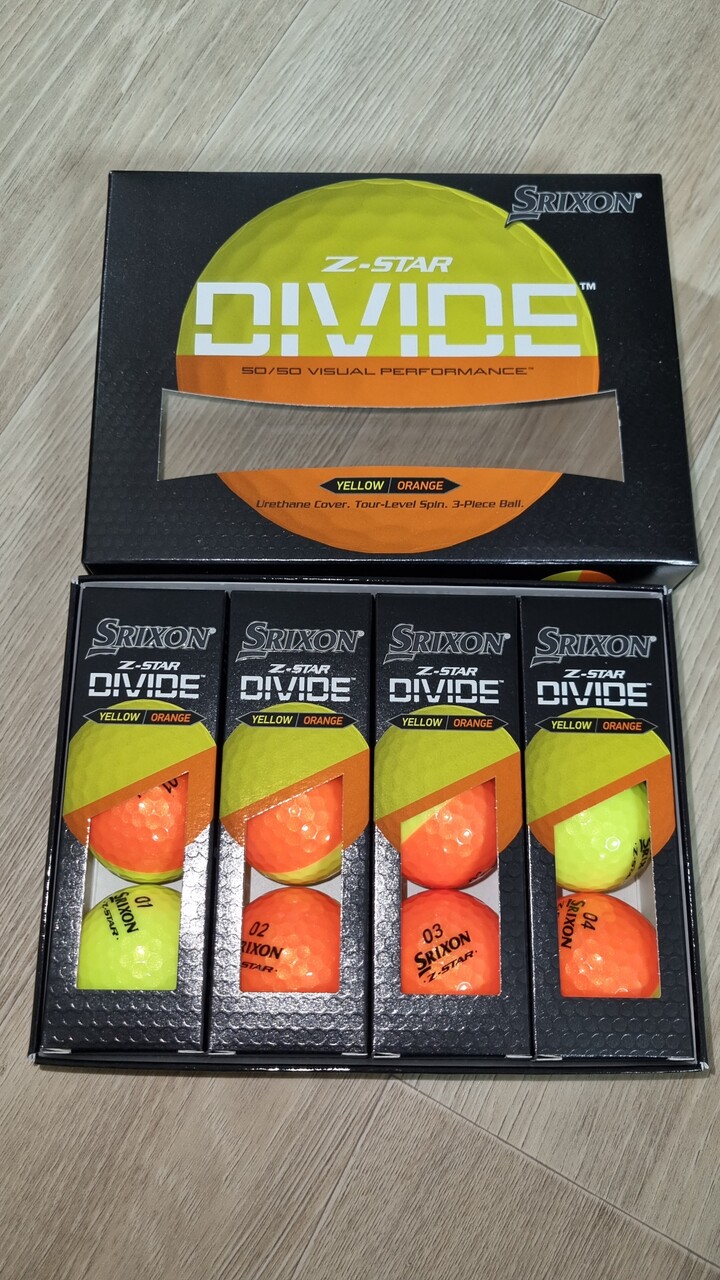 SRIXON®
Z-STAR
DIVIDE™
50/50 VISUAL PERFORMANCE™
YELLOW | ORANGE
Urethane Cover. Tour-Level Spin. 3-Piece Ball.
SRIXON®
Z-STAR
DIVIDE™
YELLOW | ORANGE
01
01
SRIXON
Z-STAR
SRIXON®
Z-STAR
DIVIDE™
YELLOW | ORANGE
02
RIXON
STAR
SRIXON®
Z-STAR
DIVIDE™
YELLOW | ORANGE
03
SRIXON
Z-STAR
SRIXON®
Z-STAR
DIVIDE™
YELLOW | ORANGE
04
SRIXON